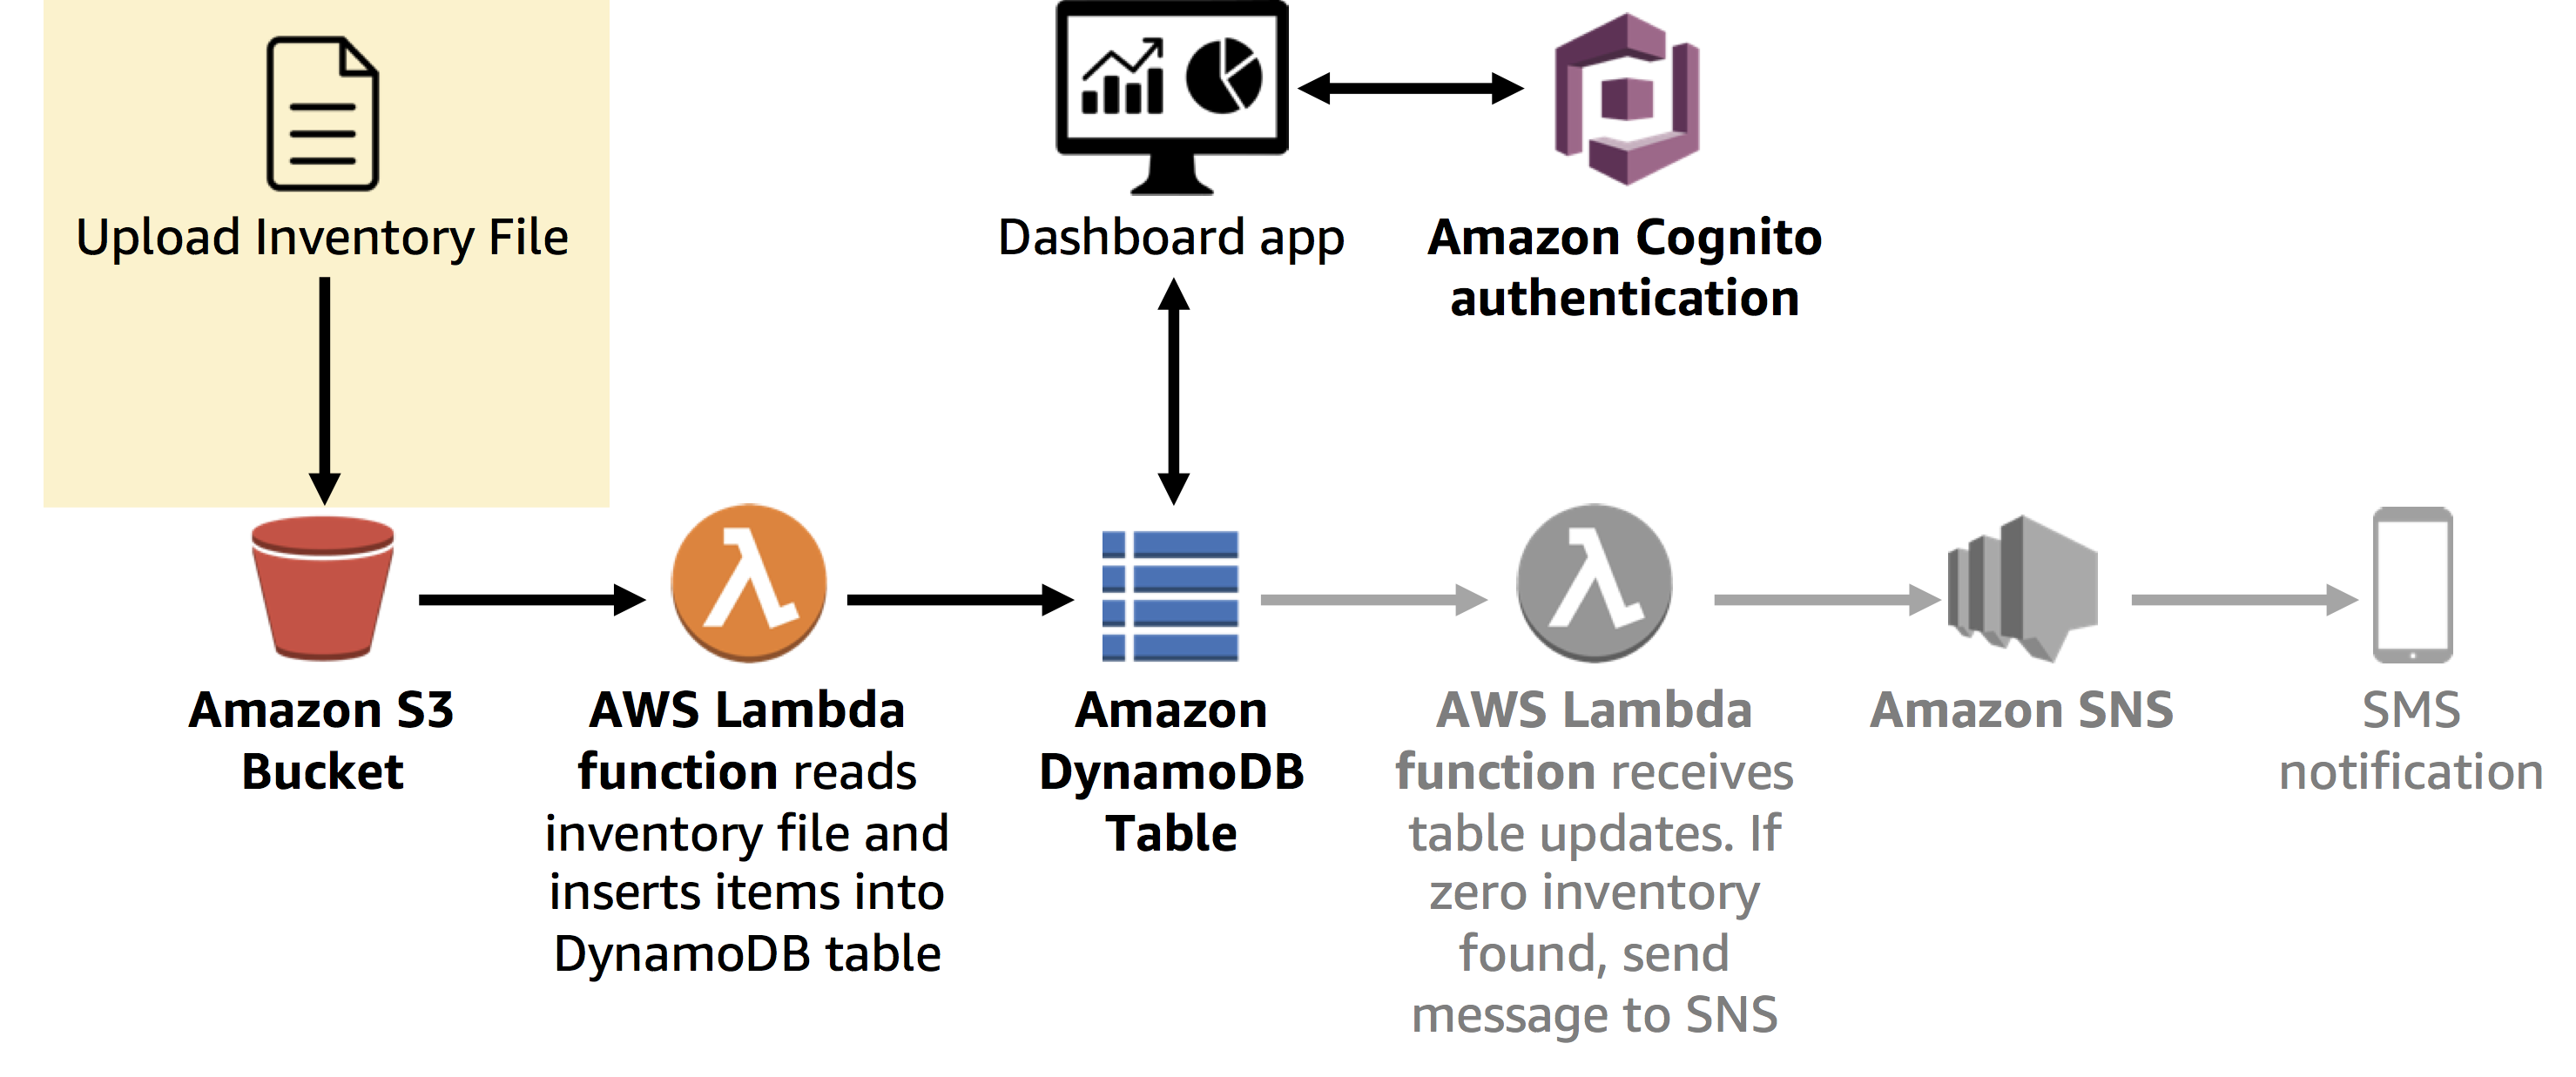 Upload Inventory File
Dashboard app
Amazon Cognito
authentication
Amazon S3
Bucket
AWS Lambda
function reads
inventory file and
inserts items into
DynamoDB table
Amazon
DynamoDB
Table
AWS Lambda
function receives
table updates. If
zero inventory
found, send
message to SNS
Amazon SNS
SMS
notification